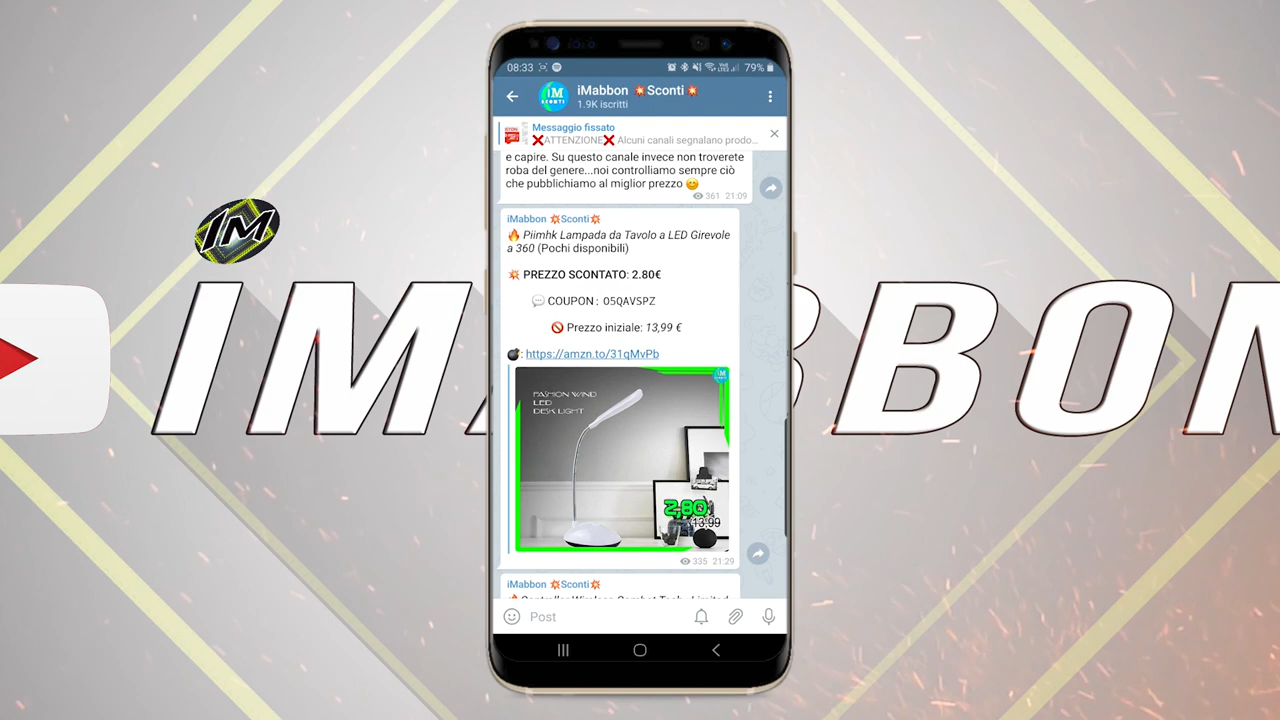 08:33
79%
iMabbon 💥Sconti💥
1.9K iscritti
Messaggio fissato
❌ATTENZIONE❌ Alcuni canali segnalano prodo...
e capire. Su questo canale invece non troverete
roba del genere...noi controlliamo sempre ciò
che pubblichiamo al miglior prezzo 😊
361 21:09
iMabbon 💥Sconti💥
🔥 Piimhk Lampada da Tavolo a LED Girevole
a 360 (Pochi disponibili)
💥 PREZZO SCONTATO: 2.80€
💬 COUPON : 05QAVSPZ
🚫 Prezzo iniziale: 13,99 €
💣: https://amzn.to/31qMvPb
iM
SCONTI
FASHION WIND
LED
DESK LIGHT
2,80
13,99
335 21:29
iMabbon 💥Sconti💥
Post
IM